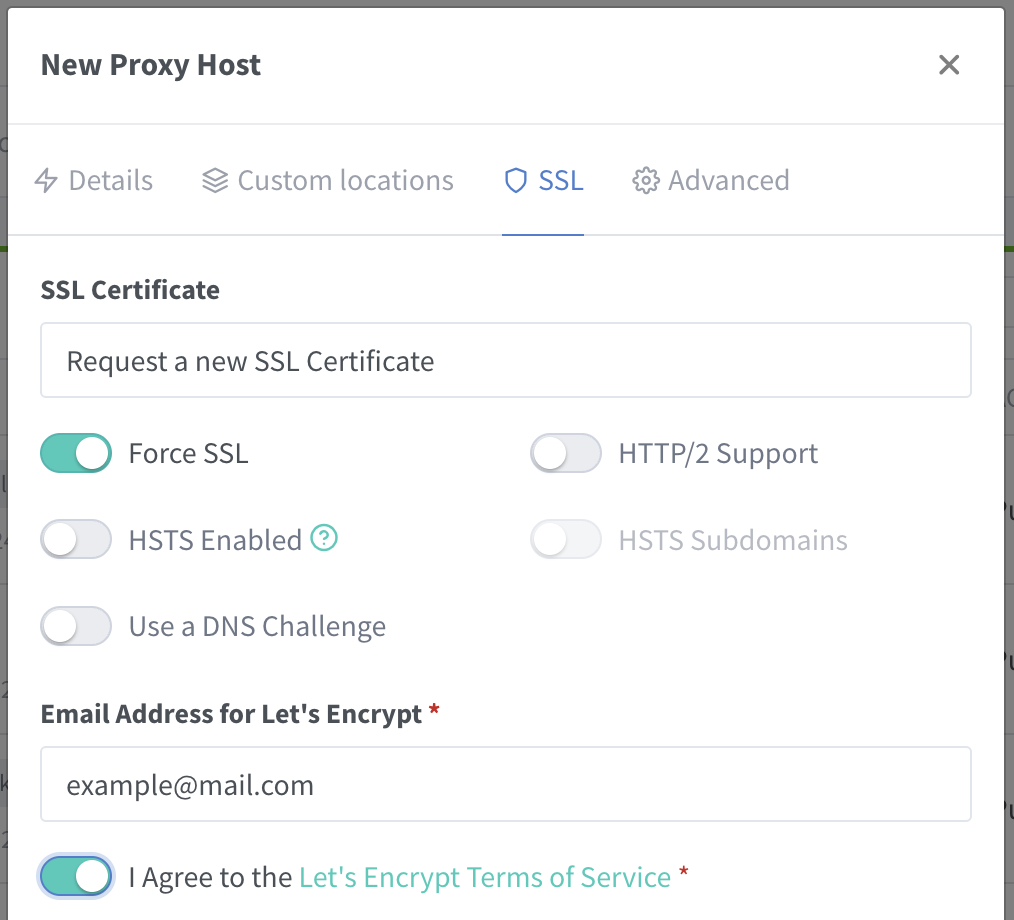 New Proxy Host
Details Custom locations SSL Advanced
SSL Certificate
Request a new SSL Certificate
Force SSL HTTP/2 Support
HSTS Enabled ? HSTS Subdomains
Use a DNS Challenge
Email Address for Let's Encrypt *
example@mail.com
I Agree to the Let's Encrypt Terms of Service *